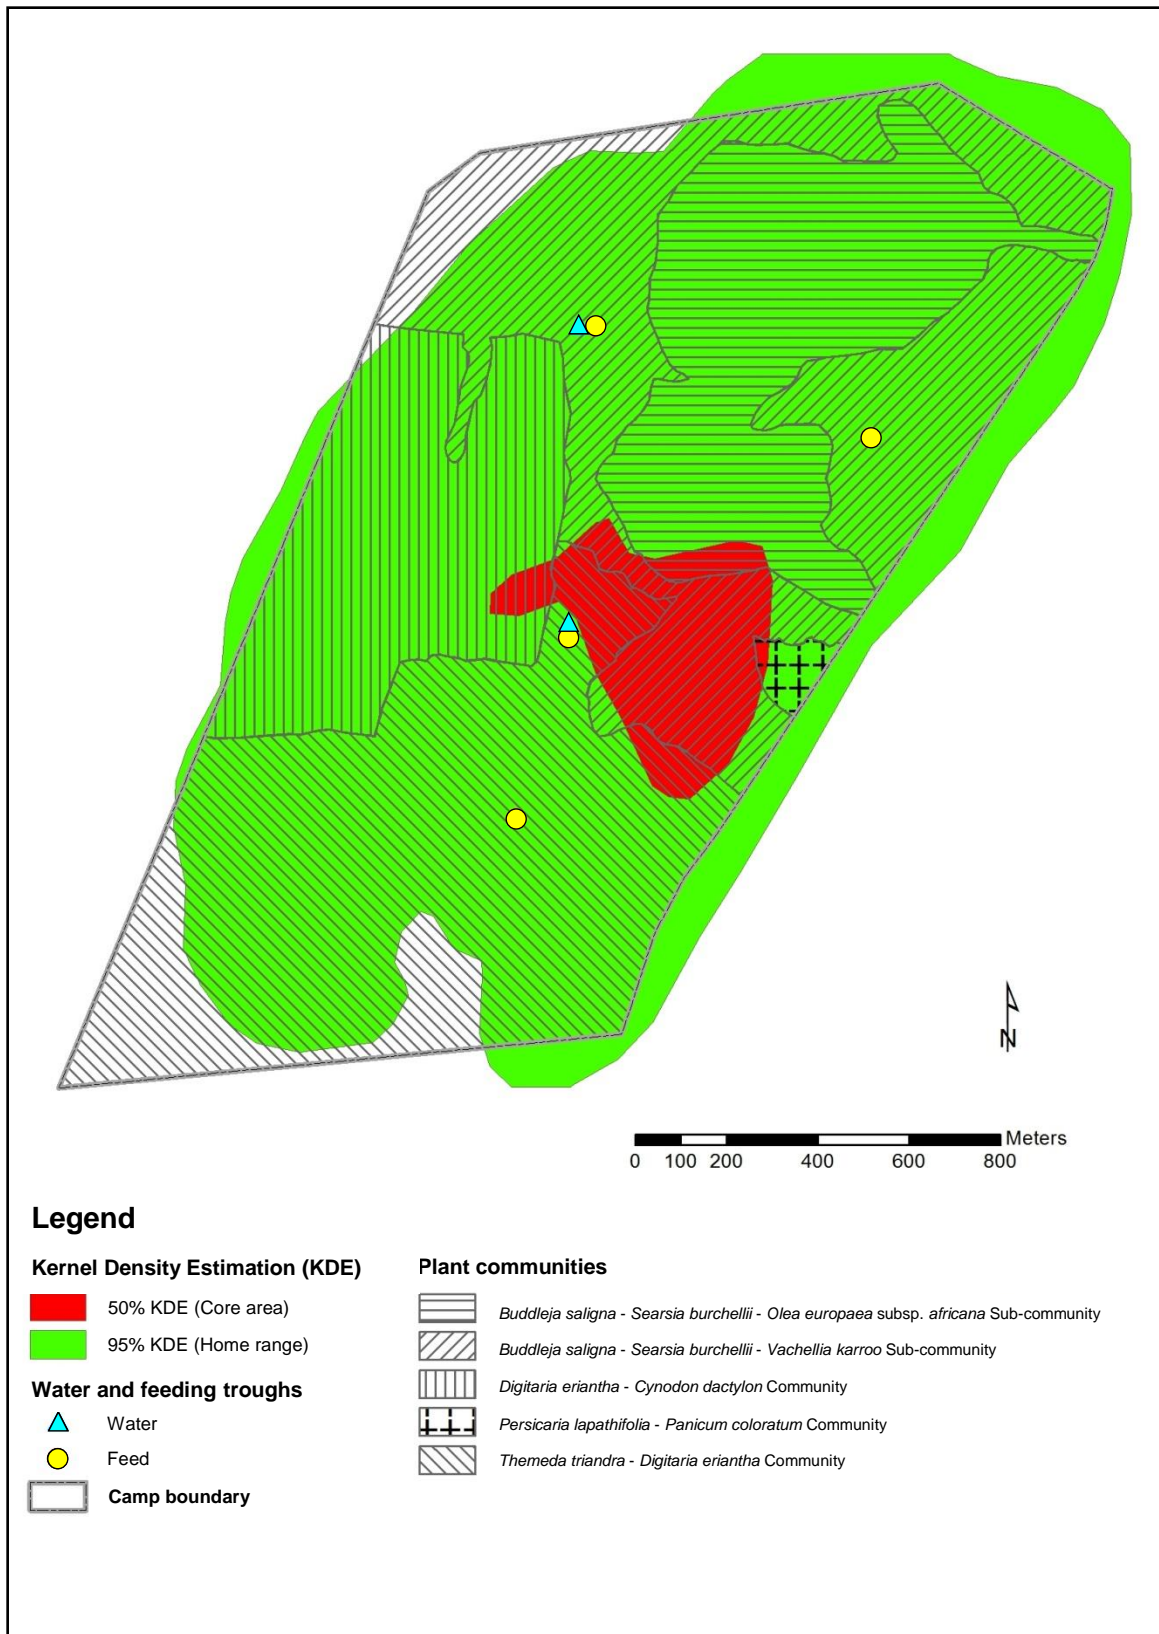 N
Meters
0 100 200 400 600 800
Legend
Kernel Density Estimation (KDE)
50% KDE (Core area)
95% KDE (Home range)
Water and feeding troughs
Water
Feed
Camp boundary
Plant communities
Buddleja saligna - Searsia burchellii - Olea europaea subsp. africana Sub-community
Buddleja saligna - Searsia burchellii - Vachellia karroo Sub-community
Digitaria eriantha - Cynodon dactylon Community
Persicaria lapathifolia - Panicum coloratum Community
Themeda triandra - Digitaria eriantha Community